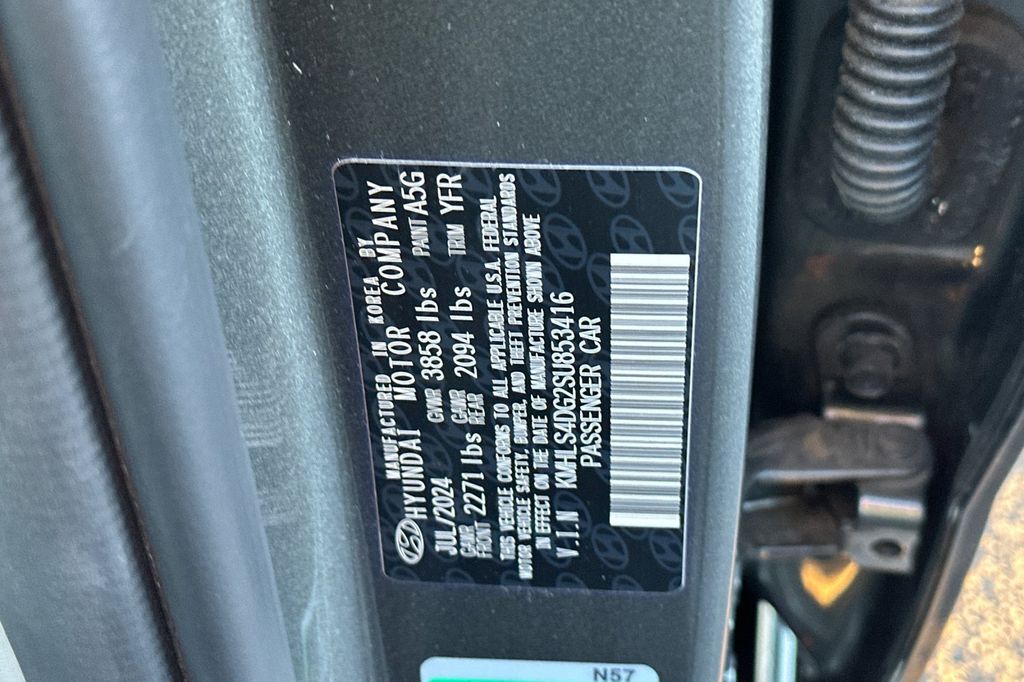 MANUFACTURED IN KOREA BY
HYUNDAI MOTOR COMPANY
JUL/2024 GVWR 3858 lbs PAINT A5G
GAWR FRONT 2271 lbs GAWR REAR 2094 lbs TRIM YFR
THIS VEHICLE CONFORMS TO ALL APPLICABLE U.S.A. FEDERAL
MOTOR VEHICLE SAFETY, BUMPER, AND THEFT PREVENTION STANDARDS
IN EFFECT ON THE DATE OF MANUFACTURE SHOWN ABOVE
V.I.N KMHLS4DG2SU853416
PASSENGER CAR
N57